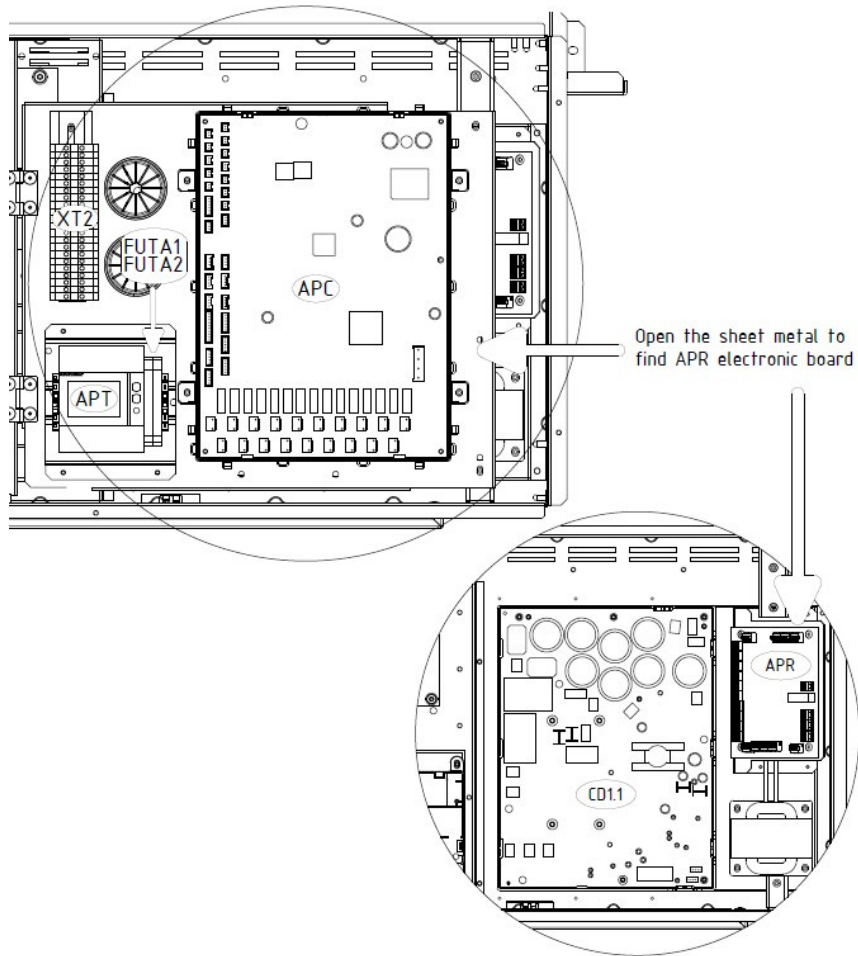 XT2
FUTA1
FUTA2
APC
APT
Open the sheet metal to
find APR electronic board
APR
CD1.1